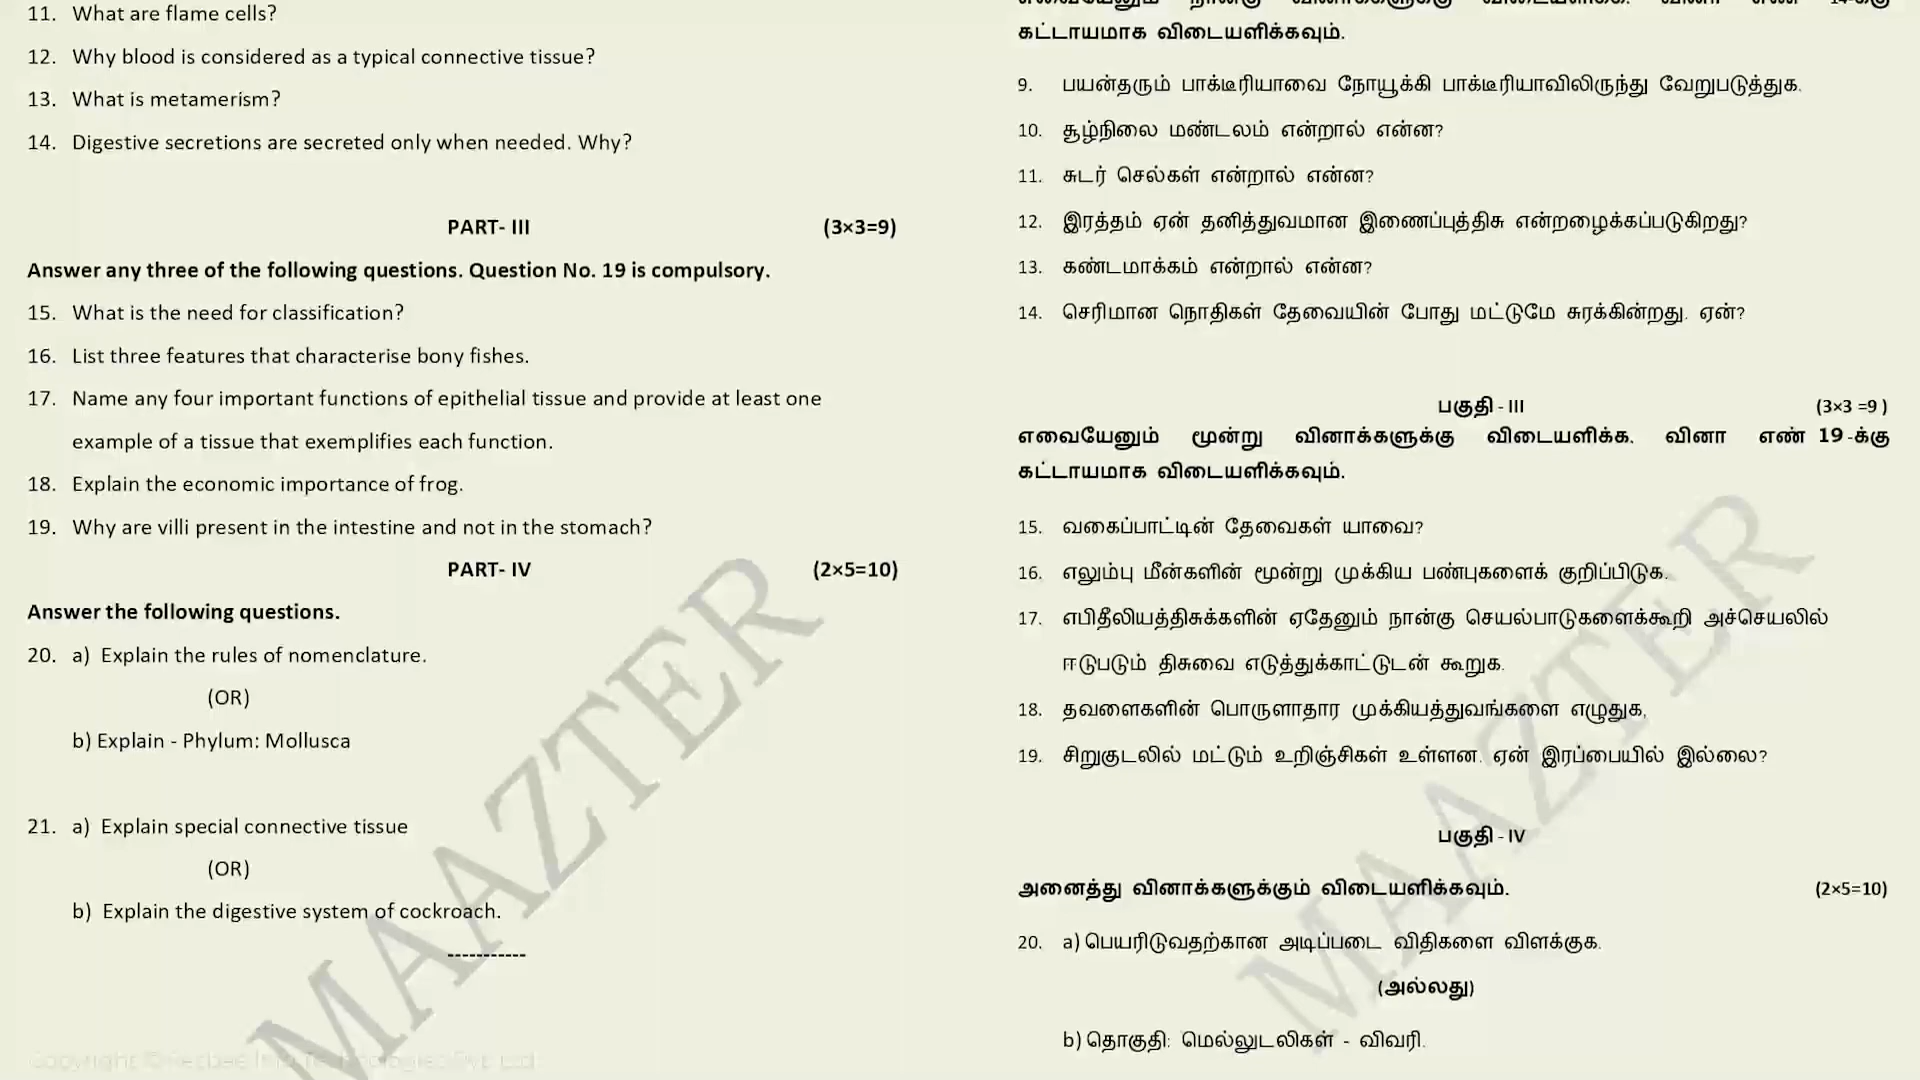 11. What are flame cells?
12. Why blood is considered as a typical connective tissue?
13. What is metamerism?
14. Digestive secretions are secreted only when needed. Why?
PART- III (3×3=9)
Answer any three of the following questions. Question No. 19 is compulsory.
15. What is the need for classification?
16. List three features that characterise bony fishes.
17. Name any four important functions of epithelial tissue and provide at least one
example of a tissue that exemplifies each function.
18. Explain the economic importance of frog.
19. Why are villi present in the intestine and not in the stomach?
PART- IV (2×5=10)
Answer the following questions.
20. a) Explain the rules of nomenclature.
(OR)
b) Explain - Phylum: Mollusca
21. a) Explain special connective tissue
(OR)
b) Explain the digestive system of cockroach.
-----------
எவையேனும் நான்கு வினாக்களுக்கு விடையளிக்க. வினா எண் 14-க்கு
கட்டாயமாக விடையளிக்கவும்.
9. பயன்தரும் பாக்டீரியாவை நோயூக்கி பாக்டீரியாவிலிருந்து வேறுபடுத்துக.
10. சூழ்நிலை மண்டலம் என்றால் என்ன?
11. சுடர் செல்கள் என்றால் என்ன?
12. இரத்தம் ஏன் தனித்துவமான இணைப்புத்திசு என்றழைக்கப்படுகிறது?
13. கண்டமாக்கம் என்றால் என்ன?
14. செரிமான நொதிகள் தேவையின் போது மட்டுமே சுரக்கின்றது. ஏன்?
பகுதி - III (3×3 =9 )
எவையேனும் மூன்று வினாக்களுக்கு விடையளிக்க. வினா எண் 19 -க்கு
கட்டாயமாக விடையளிக்கவும்.
15. வகைப்பாட்டின் தேவைகள் யாவை?
16. எலும்பு மீன்களின் மூன்று முக்கிய பண்புகளைக் குறிப்பிடுக.
17. எபிதீலியத்திசுக்களின் ஏதேனும் நான்கு செயல்பாடுகளைக்கூறி அச்செயலில்
ஈடுபடும் திசுவை எடுத்துக்காட்டுடன் கூறுக.
18. தவளைகளின் பொருளாதார முக்கியத்துவங்களை எழுதுக,
19. சிறுகுடலில் மட்டும் உறிஞ்சிகள் உள்ளன. ஏன் இரப்பையில் இல்லை?
பகுதி - IV
அனைத்து வினாக்களுக்கும் விடையளிக்கவும். (2×5=10)
20. a) பெயரிடுவதற்கான அடிப்படை விதிகளை விளக்குக.
(அல்லது)
b) தொகுதி: மெல்லுடலிகள் - விவரி.
MAAZTER
MAAZTER